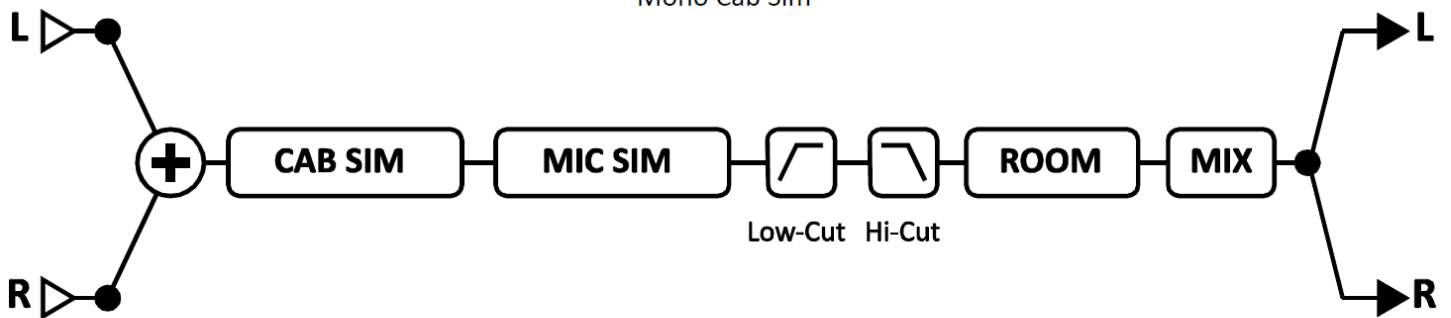 Mono Cab Sim
L L
+ CAB SIM MIC SIM ROOM MIX
Low-Cut Hi-Cut
R R